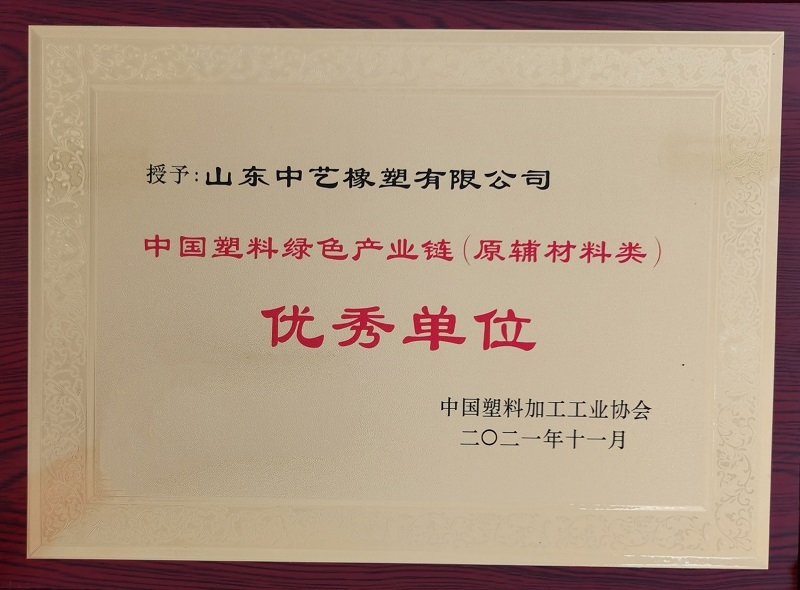 授予:山东中艺橡塑有限公司
中国塑料绿色产业链(原辅材料类)
优秀单位
中国塑料加工工业协会
二〇二一年十一月